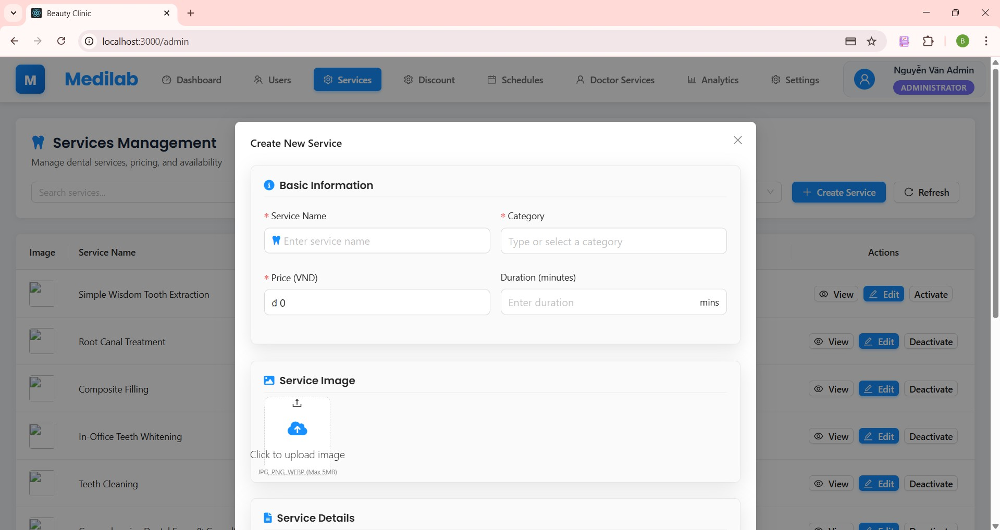 Beauty Clinic
localhost:3000/admin
B
M
Medilab
Dashboard
Users
Services
Discount
Schedules
Doctor Services
Analytics
Settings
Nguyễn Văn Admin
ADMINISTRATOR
Services Management
Manage dental services, pricing, and availability
Search services...
Create Service
Refresh
Image
Service Name
Actions
Simple Wisdom Tooth Extraction
View
Edit
Activate
Root Canal Treatment
View
Edit
Deactivate
Composite Filling
View
Edit
Deactivate
In-Office Teeth Whitening
View
Edit
Deactivate
Teeth Cleaning
View
Edit
Deactivate
Create New Service
Basic Information
* Service Name
Enter service name
* Category
Type or select a category
* Price (VND)
₫ 0
Duration (minutes)
Enter duration
mins
Service Image
Click to upload image
JPG, PNG, WEBP (Max 5MB)
Service Details